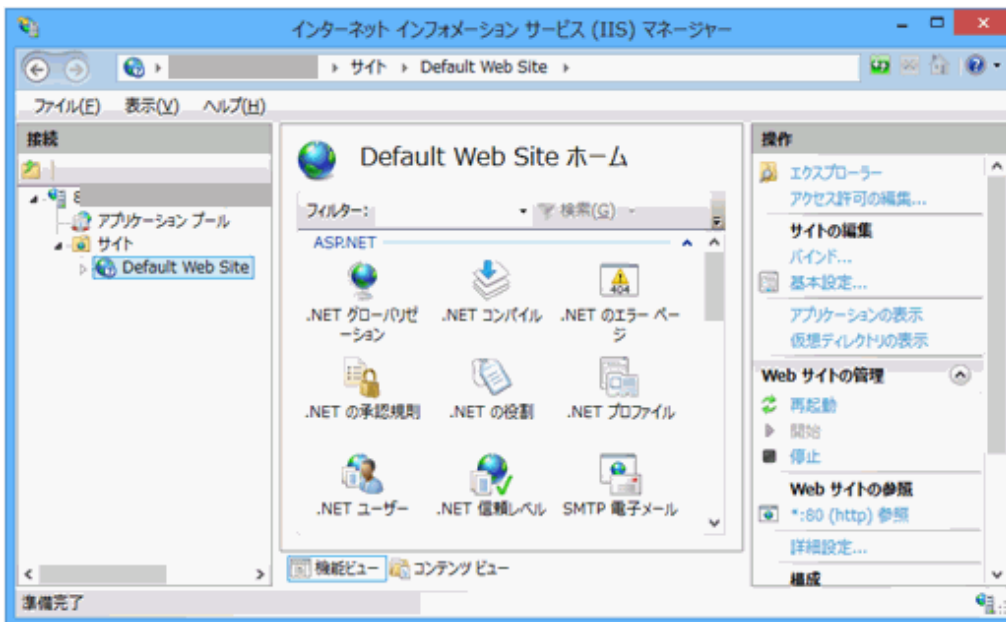 インターネット インフォメーション サービス (IIS) マネージャー
サイト Default Web Site
ファイル(F) 表示(V) ヘルプ(H)
接続
アプリケーション プール
サイト
Default Web Site
Default Web Site ホーム
フィルター: 検索(G)
ASP.NET
.NET グローバリゼ
ーション
.NET コンパイル
.NET のエラー ペー
ジ
404
.NET の承認規則
.NET の役割
.NET プロファイル
.NET ユーザー
.NET 信頼レベル
SMTP 電子メール
機能ビュー コンテンツ ビュー
操作
エクスプローラー
アクセス許可の編集...
サイトの編集
バインド...
基本設定...
アプリケーションの表示
仮想ディレクトリの表示
Web サイトの管理
再起動
開始
停止
Web サイトの参照
*:80 (http) 参照
詳細設定...
構成
準備完了